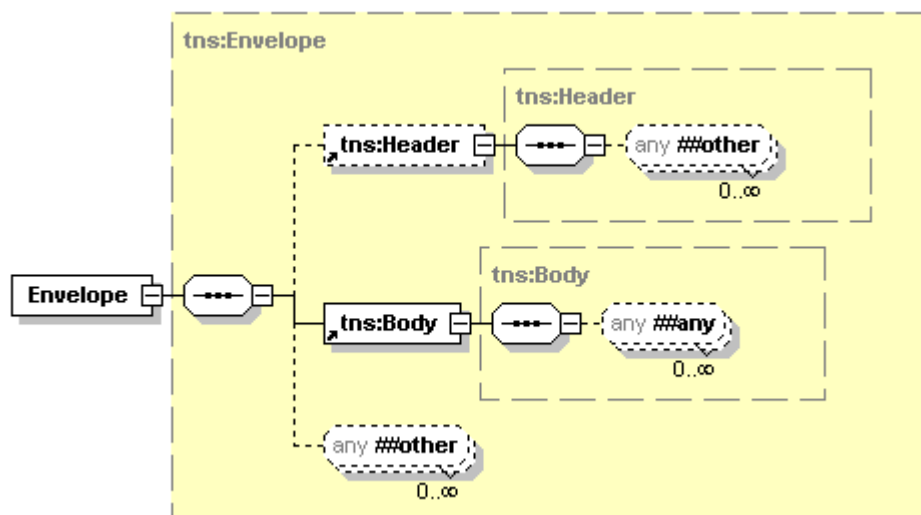 tns:Envelope
tns:Header
tns:Header
any ##other
0..∞
Envelope
tns:Body
tns:Body
any ##any
0..∞
any ##other
0..∞